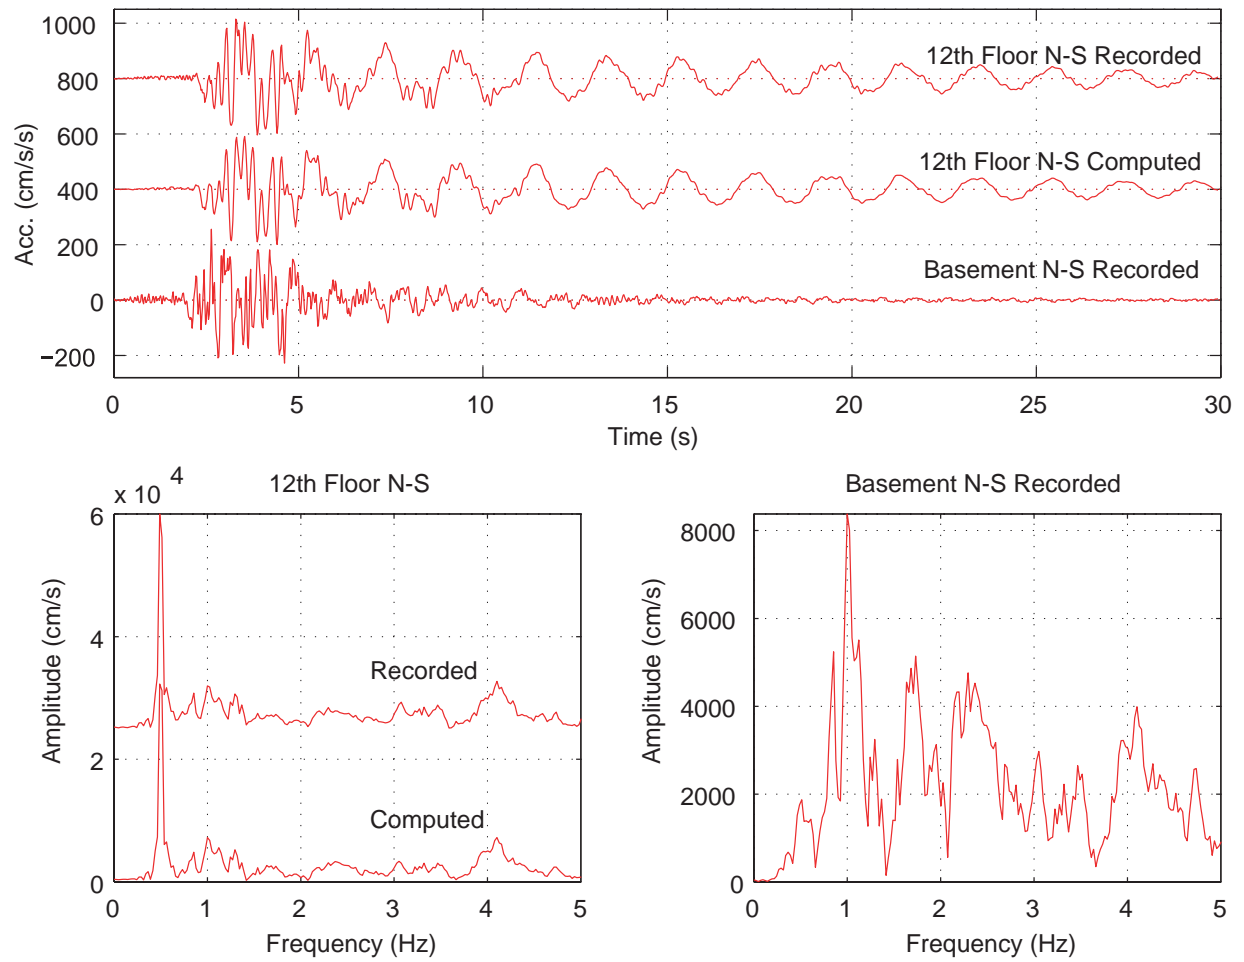 1000
800
600
400
200
0
−200
Acc. (cm/s/s)
12th Floor N-S Recorded
12th Floor N-S Computed
Basement N-S Recorded
0 5 10 15 20 25 30
Time (s)
x 10 4
12th Floor N-S
6
4
2
0
Amplitude (cm/s)
Recorded
Computed
0 1 2 3 4 5
Frequency (Hz)
Basement N-S Recorded
8000
6000
4000
2000
0
Amplitude (cm/s)
0 1 2 3 4 5
Frequency (Hz)